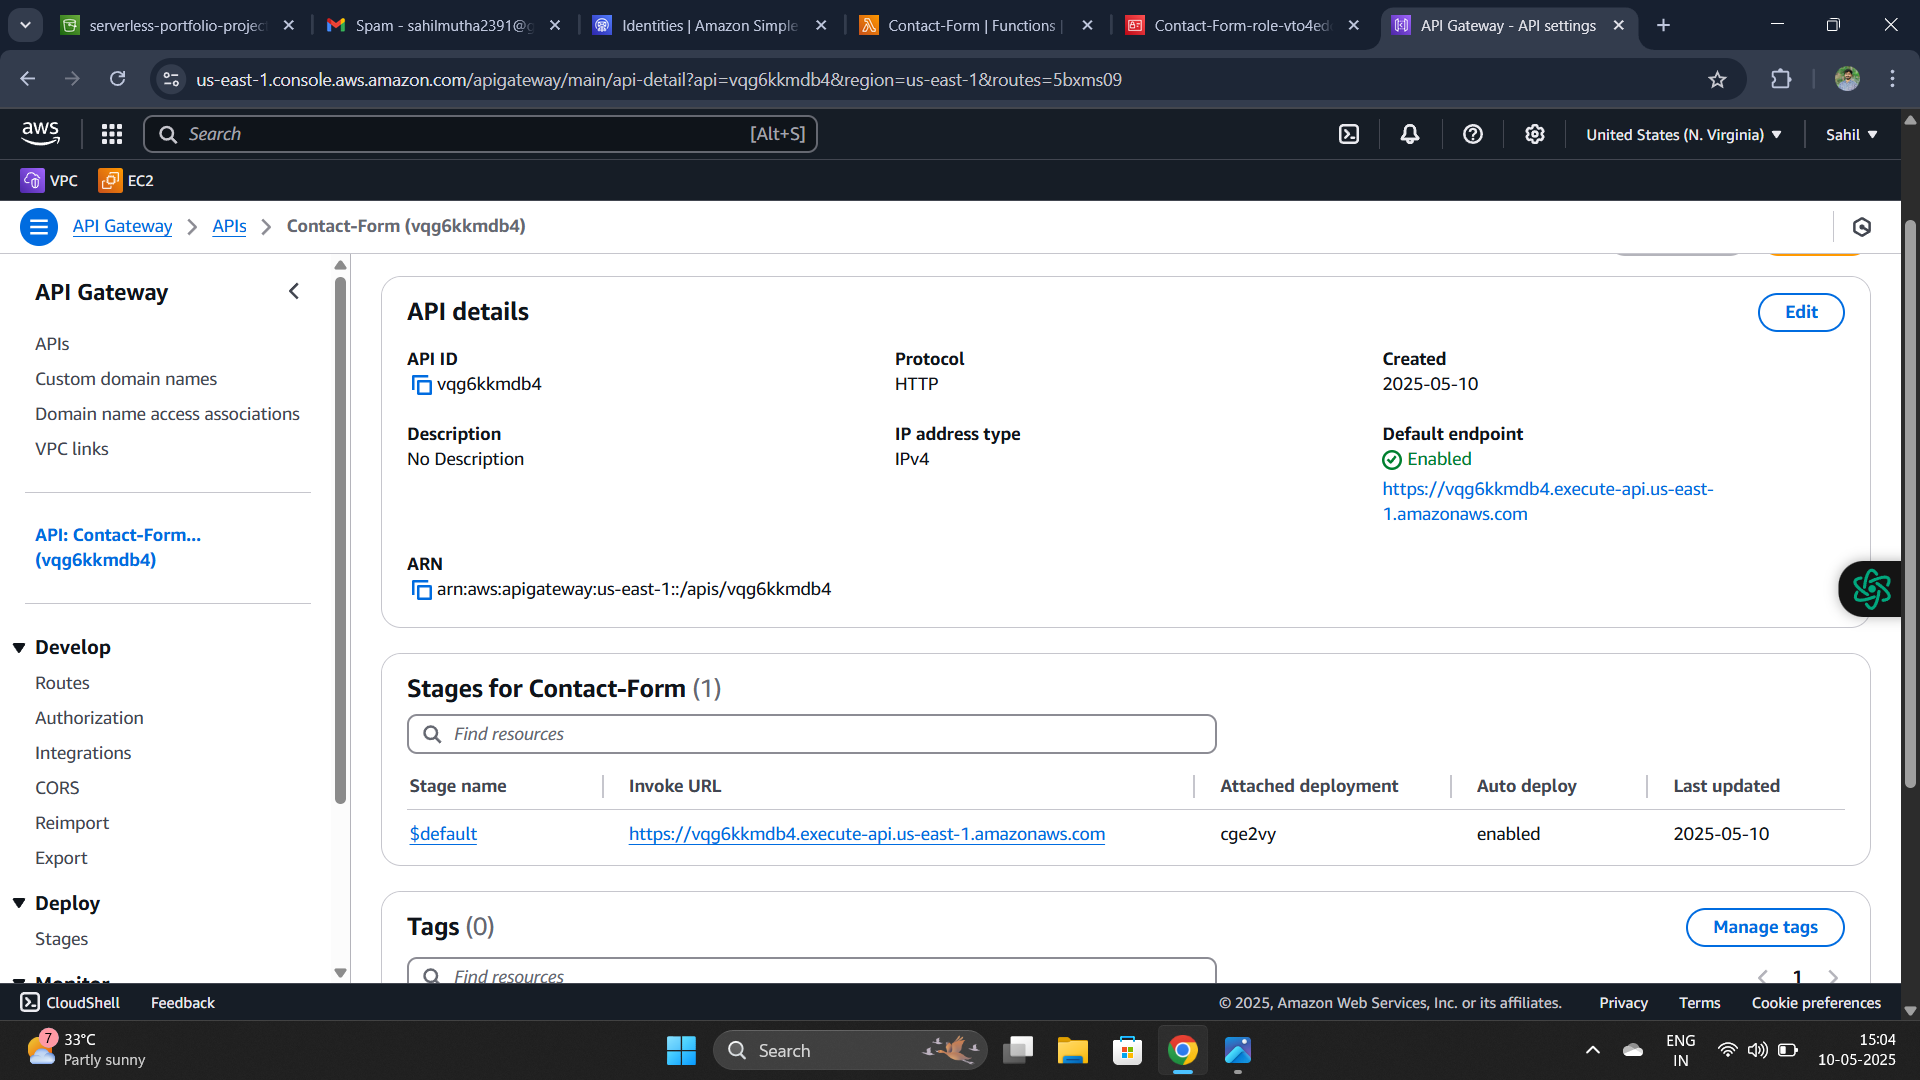 serverless-portfolio-project
Spam - sahilmutha2391@g
Identities | Amazon Simple
Contact-Form | Functions |
Contact-Form-role-vto4ed
API Gateway - API settings
us-east-1.console.aws.amazon.com/apigateway/main/api-detail?api=vqg6kkmdb4&region=us-east-1&routes=5bxms09
aws
Search
[Alt+S]
United States (N. Virginia)
Sahil
VPC
EC2
API Gateway
APIs
Contact-Form (vqg6kkmdb4)
API Gateway
APIs
Custom domain names
Domain name access associations
VPC links
API: Contact-Form...
(vqg6kkmdb4)
Develop
Routes
Authorization
Integrations
CORS
Reimport
Export
Deploy
Stages
Monitor
API details
Edit
API ID
vqg6kkmdb4
Protocol
HTTP
Created
2025-05-10
Description
No Description
IP address type
IPv4
Default endpoint
Enabled
https://vqg6kkmdb4.execute-api.us-east-
1.amazonaws.com
ARN
arn:aws:apigateway:us-east-1::/apis/vqg6kkmdb4
Stages for Contact-Form (1)
Find resources
Stage name
Invoke URL
Attached deployment
Auto deploy
Last updated
$default
https://vqg6kkmdb4.execute-api.us-east-1.amazonaws.com
cge2vy
enabled
2025-05-10
Tags (0)
Manage tags
Find resources
1
CloudShell
Feedback
© 2025, Amazon Web Services, Inc. or its affiliates.
Privacy
Terms
Cookie preferences
7
33°C
Partly sunny
Search
ENG
IN
15:04
10-05-2025